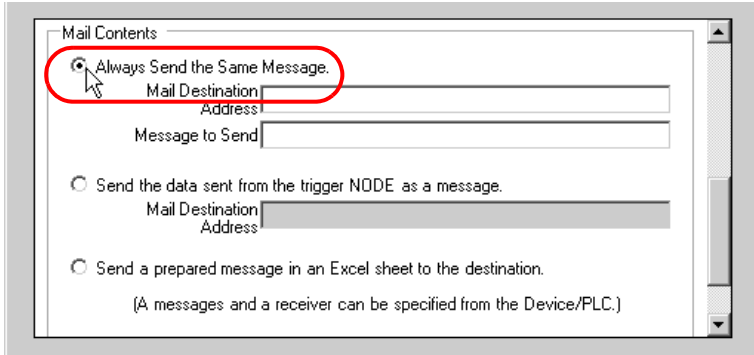 Mail Contents
Always Send the Same Message.
Mail Destination
Address
Message to Send
Send the data sent from the trigger NODE as a message.
Mail Destination
Address
Send a prepared message in an Excel sheet to the destination.
(A messages and a receiver can be specified from the Device/PLC.)